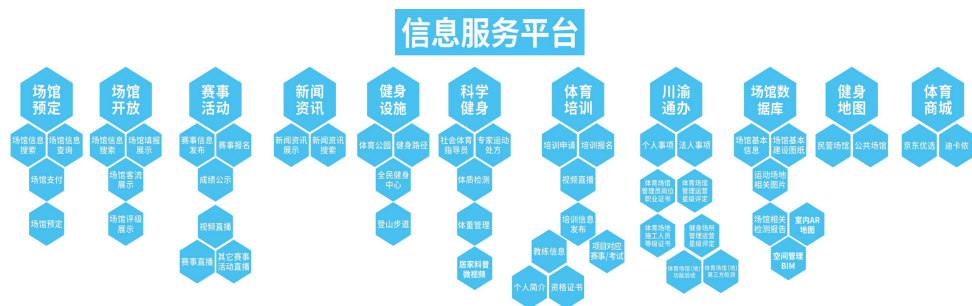 信息服务平台
场馆
预定
场馆
开放
赛事
活动
新闻
资讯
健身
设施
科学
健身
体育
培训
川渝
通办
场馆数
据库
健身
地图
体育
商城
场馆信息
搜索
场馆信息
查询
场馆支付
场馆预定
场馆信息
搜索
场馆填报
展示
场馆客流
展示
场馆评级
展示
赛事信息
发布
赛事报名
成绩公示
视频直播
赛事直播
其它赛事
活动直播
新闻资讯
展示
新闻资讯
搜索
体育公园
健身路径
全民健身
中心
登山步道
社会体育
指导员
专家运动
处方
体质检测
体重管理
居家科普
微视频
培训申请
培训报名
视频直播
培训信息
发布
教练信息
项目对应
赛事/考试
个人简介
资格证书
个人事项
法人事项
体育场馆
管理员岗位
职业证书
体育场馆
管理运营
星级评定
体育场地
施工人员
等级证书
健身场所
管理运营
星级评定
体育场馆(地)
功能验收
体育场馆(地)
第三方检测
场馆基本
信息
场馆基本
建设图纸
运动场地
相关图片
场馆相关
检测报告
室内AR
地图
空间管理
BIM
民营场馆
公共场馆
京东优选
迪卡侬